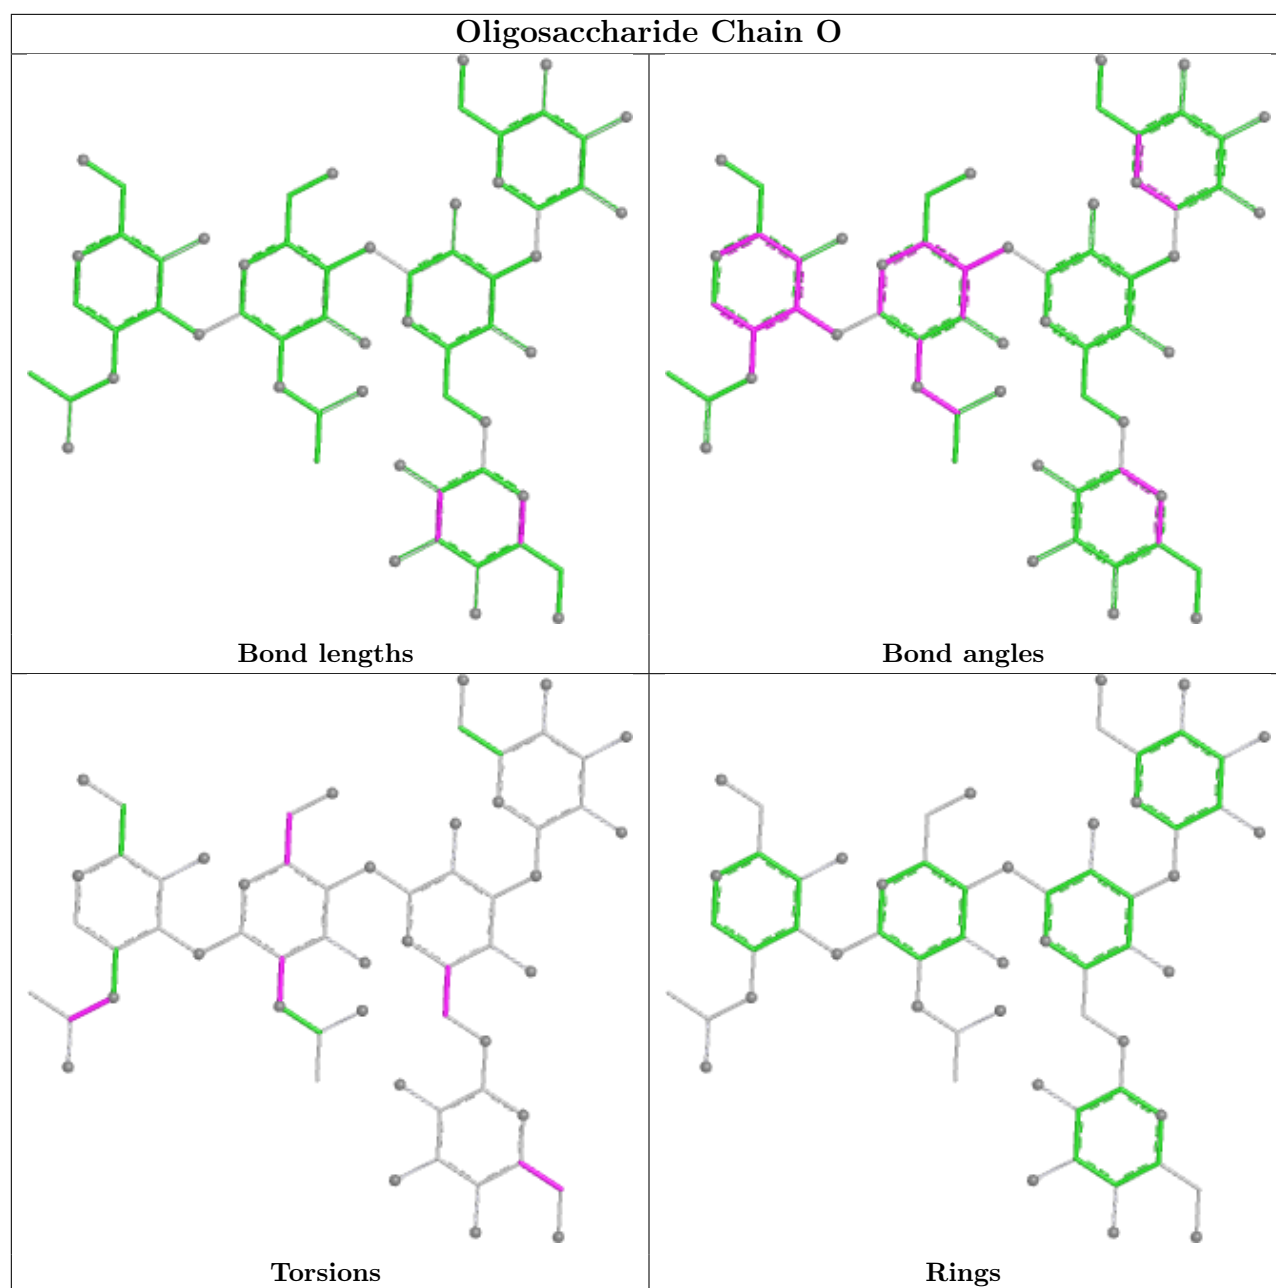 Oligosaccharide Chain O
Bond lengths
Bond angles
Torsions
Rings